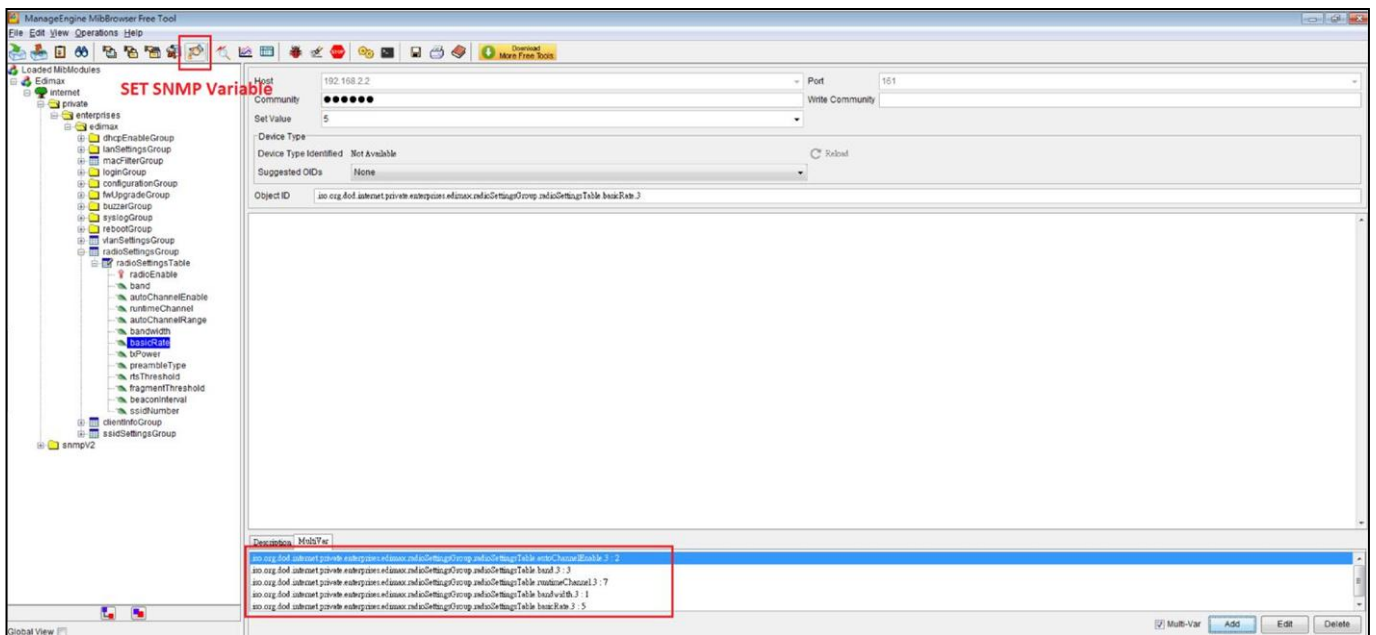 ManageEngine MibBrowser Free Tool
File Edit View Operations Help
Download
More Free Tools
SET SNMP Variable
Loaded MibModules
Edimax
internet
private
enterprises
edimax
dhcpEnableGroup
lanSettingsGroup
macFilterGroup
loginGroup
configurationGroup
fwUpgradeGroup
buzzerGroup
syslogGroup
rebootGroup
vlanSettingsGroup
radioSettingsGroup
radioSettingsTable
radioEnable
band
autoChannelEnable
runtimeChannel
autoChannelRange
bandwidth
basicRate
txPower
preambleType
rtsThreshold
fragmentThreshold
beaconInterval
ssidNumber
clientInfoGroup
ssidSettingsGroup
snmpV2
Global View
Host 192.168.2.2 Port 161
Community ●●●●●● Write Community
Set Value 5
Device Type
Device Type Identified Not Available Reload
Suggested OIDs None
Object ID .iso.org.dod.internet.private.enterprises.edimax.radioSettingsGroup.radioSettingsTable.basicRate.3
Description MultiVar
.iso.org.dod.internet.private.enterprises.edimax.radioSettingsGroup.radioSettingsTable.autoChannelEnable.3 : 2
.iso.org.dod.internet.private.enterprises.edimax.radioSettingsGroup.radioSettingsTable.band.3 : 3
.iso.org.dod.internet.private.enterprises.edimax.radioSettingsGroup.radioSettingsTable.runtimeChannel.3 : 7
.iso.org.dod.internet.private.enterprises.edimax.radioSettingsGroup.radioSettingsTable.bandwidth.3 : 1
.iso.org.dod.internet.private.enterprises.edimax.radioSettingsGroup.radioSettingsTable.basicRate.3 : 5
Multi-Var Add Edit Delete